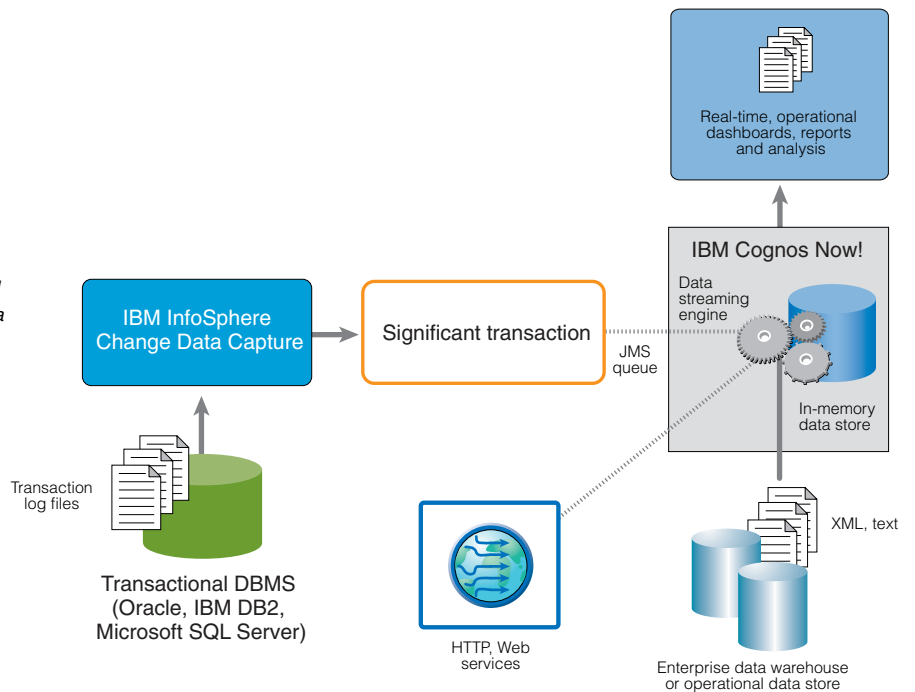 Real-time, operational
dashboards, reports
and analysis
IBM Cognos Now!
Data
streaming
engine
In-memory
data store
a
IBM InfoSphere
Change Data Capture
Significant transaction
JMS
queue
Transaction
log files
Transactional DBMS
(Oracle, IBM DB2,
Microsoft SQL Server)
HTTP, Web
services
XML, text
Enterprise data warehouse
or operational data store